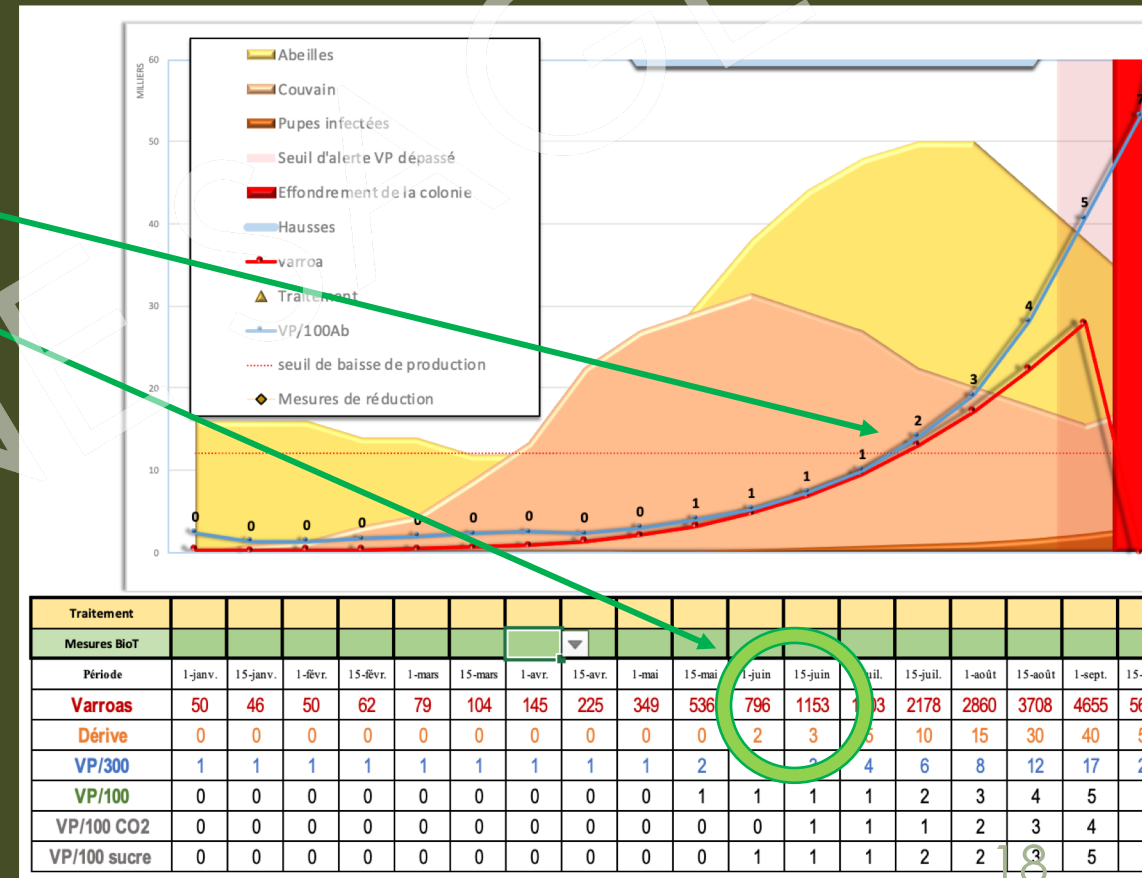 MILLIERS
60
50
40
30
20
10
0
Abeilles
Couvain
Pupes infectées
Seuil d'alerte VP dépassé
Effondrement de la colonie
Hausses
varroa
Traitement
VP/100Ab
seuil de baisse de production
Mesures de réduction
0 0 0 0 0 0 0 0 0 1 1 1 1 2 3 4 5
Traitement
Mesures BioT
Période 1-janv. 15-janv. 1-févr. 15-févr. 1-mars 15-mars 1-avr. 15-avr. 1-mai 15-mai 1-juin 15-juin 15-juil. 1-août 15-août 1-sept.
Varroas 50 46 50 62 79 104 145 225 349 536 796 1153 2178 2860 3708 4655
Dérive 0 0 0 0 0 0 0 0 0 0 2 3 10 15 30 40
VP/300 1 1 1 1 1 1 1 1 1 2 4 6 8 12 17
VP/100 0 0 0 0 0 0 0 0 0 1 1 1 1 2 3 4 5
VP/100 CO2 0 0 0 0 0 0 0 0 0 0 0 1 1 1 2 3 4
VP/100 sucre 0 0 0 0 0 0 0 0 0 0 1 1 1 2 2 3 5
18